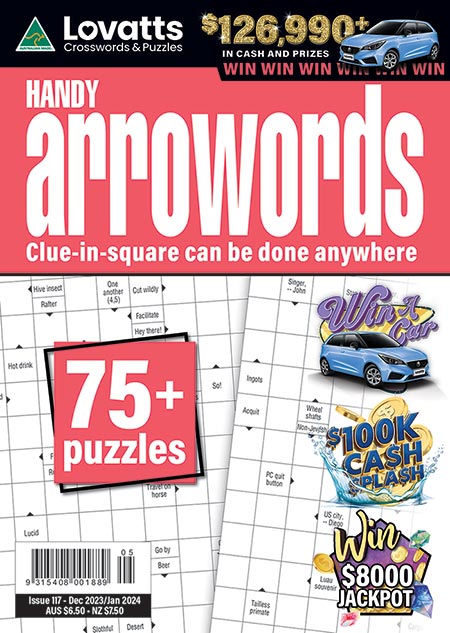 AUSTRALIAN MADE
Lovatts
Crosswords & Puzzles
$126,990+
IN CASH AND PRIZES
WIN WIN WIN WIN WIN WIN
HANDY
arrowords
Clue-in-square can be done anywhere
Hive insect
Rafter
One
another
(4,5)
Cut wildly
Facilitate
Hey there!
Hot drink
So!
Travel on
horse
Lucid
Go by
Beer
Slothful
Desert
75+
puzzles
Singer,
-- John
Ingots
Acquit
Wheel
shafts
PC quit
button
US city,
-- Diego
Luau
souvenir
Tailless
primate
Win A
Car
$100K
CASH
SPLASH
Win
$8000
JACKPOT
05
9 315408 001889
Issue 117 - Dec 2023/Jan 2024
AUS $6.50 - NZ $7.50